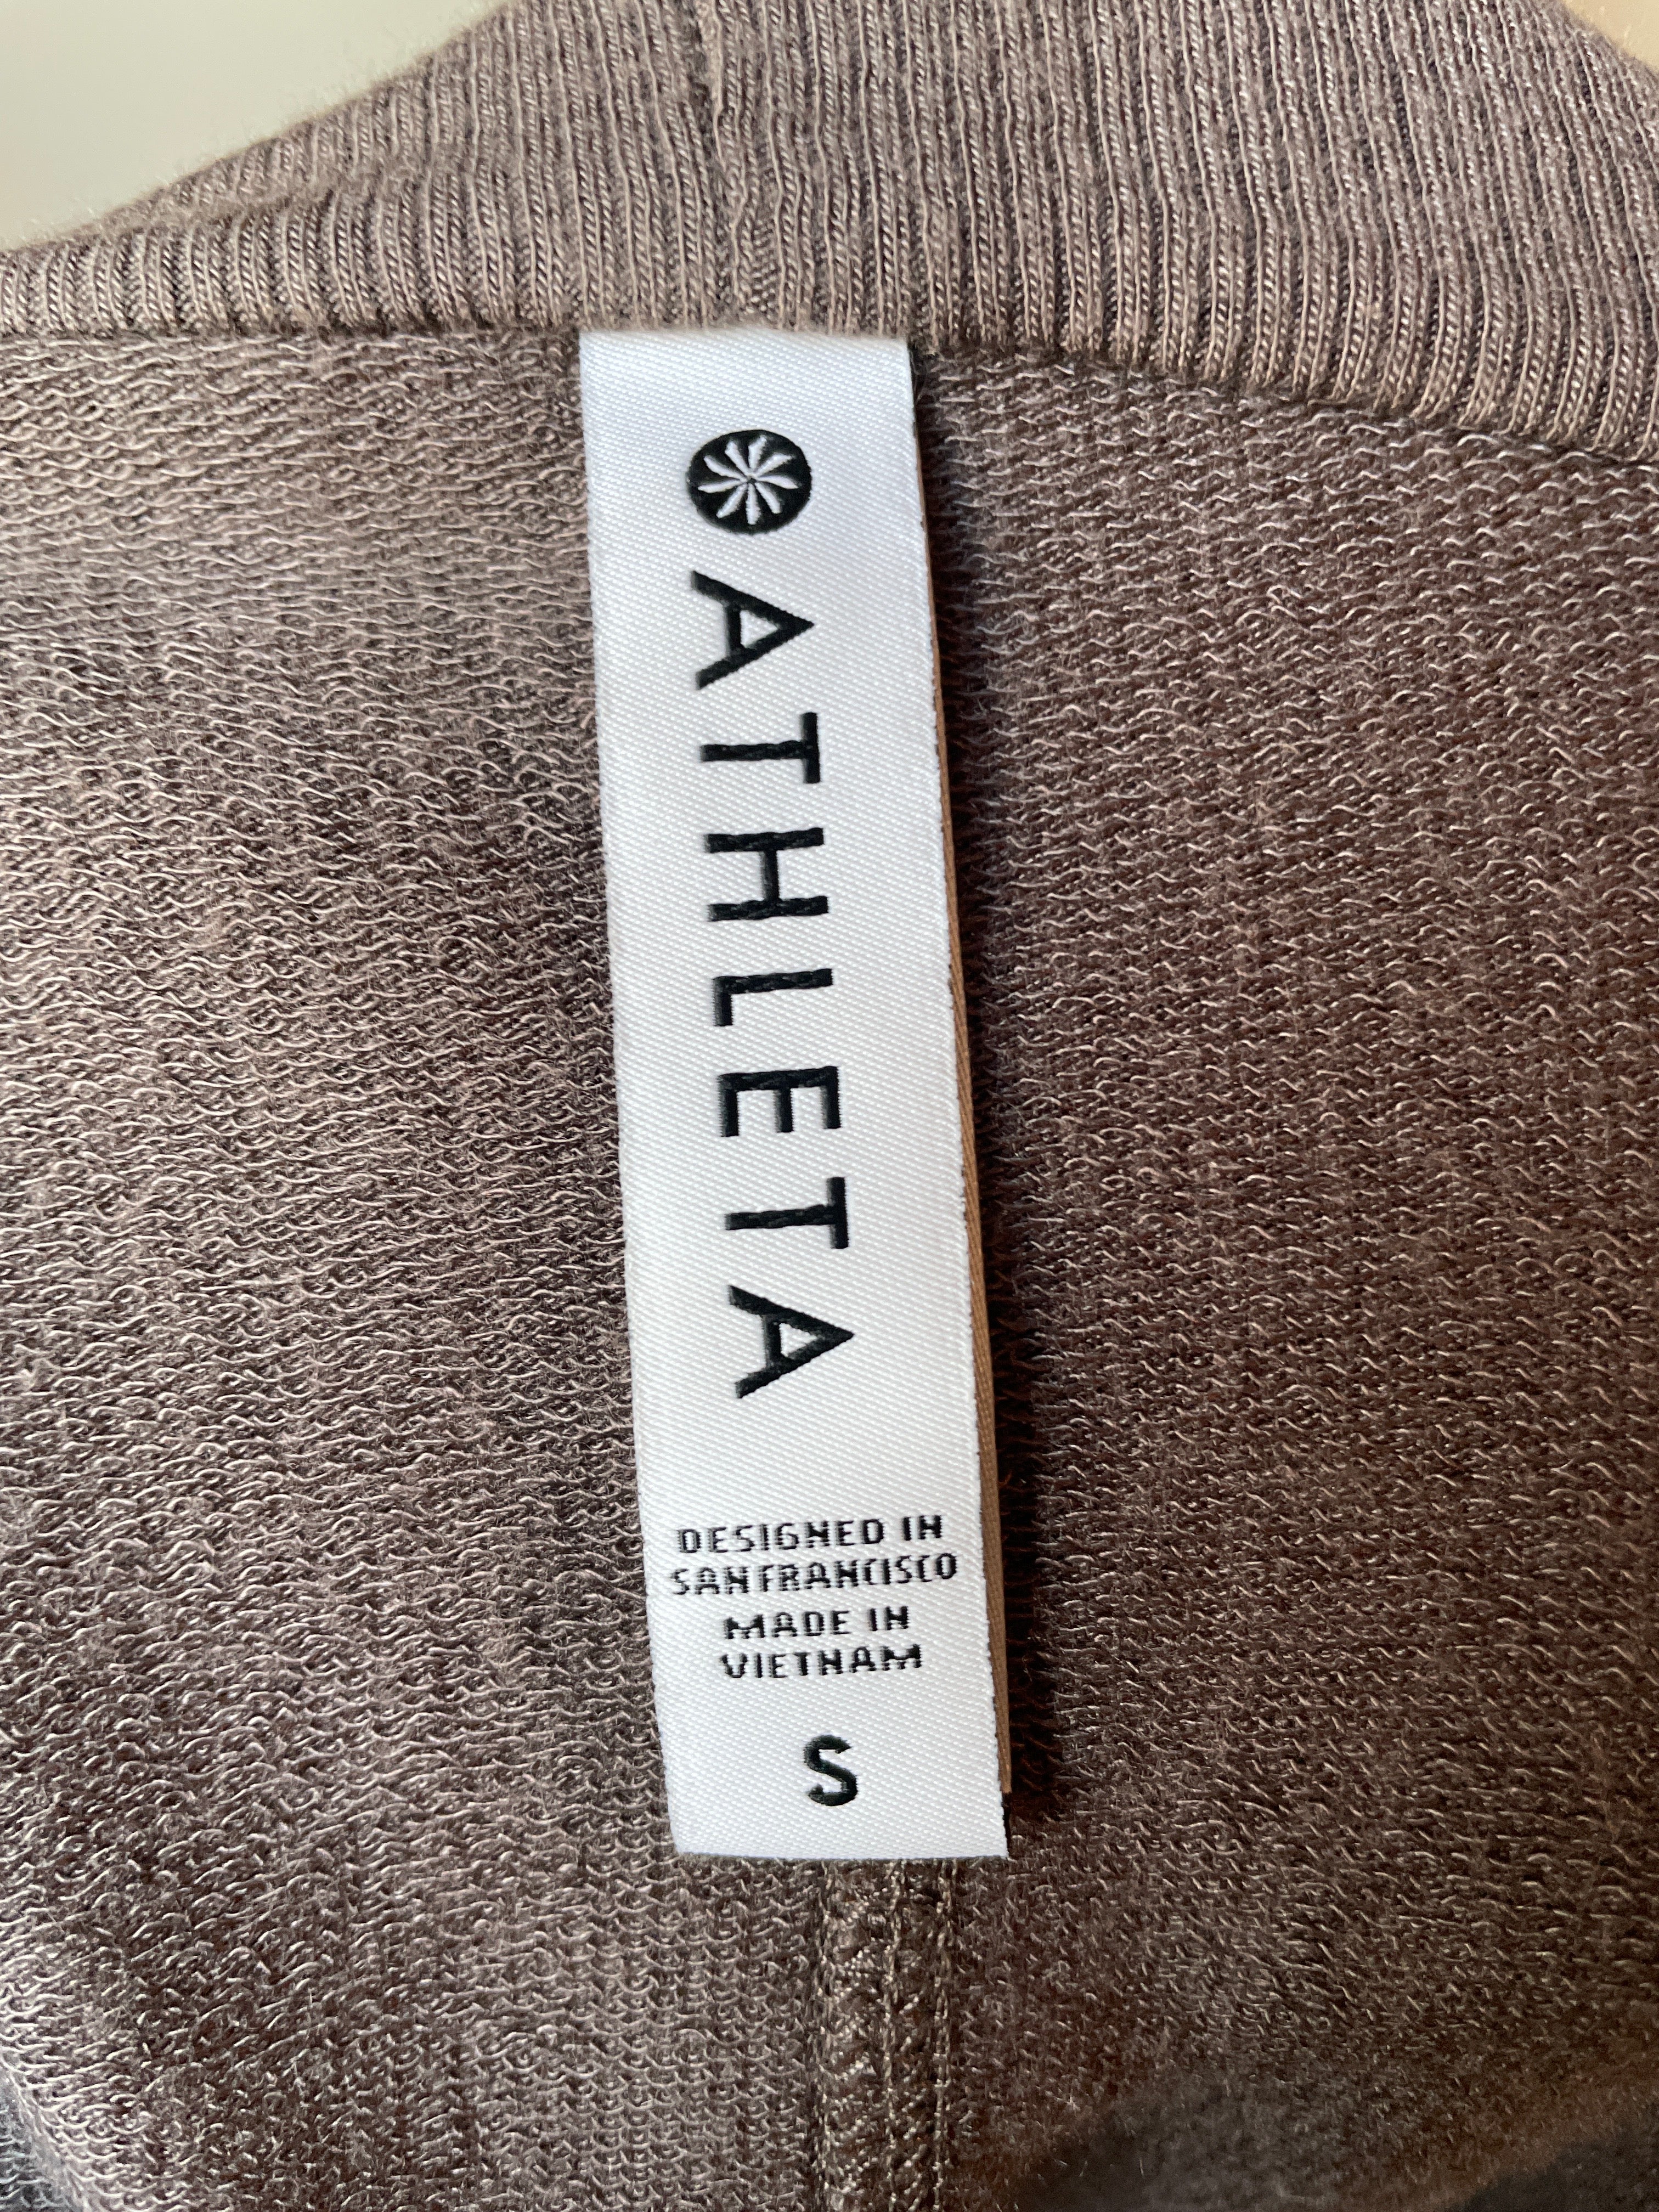 ATHLETA
DESIGNED IN
SAN FRANCISCO
MADE IN
VIETNAM
S